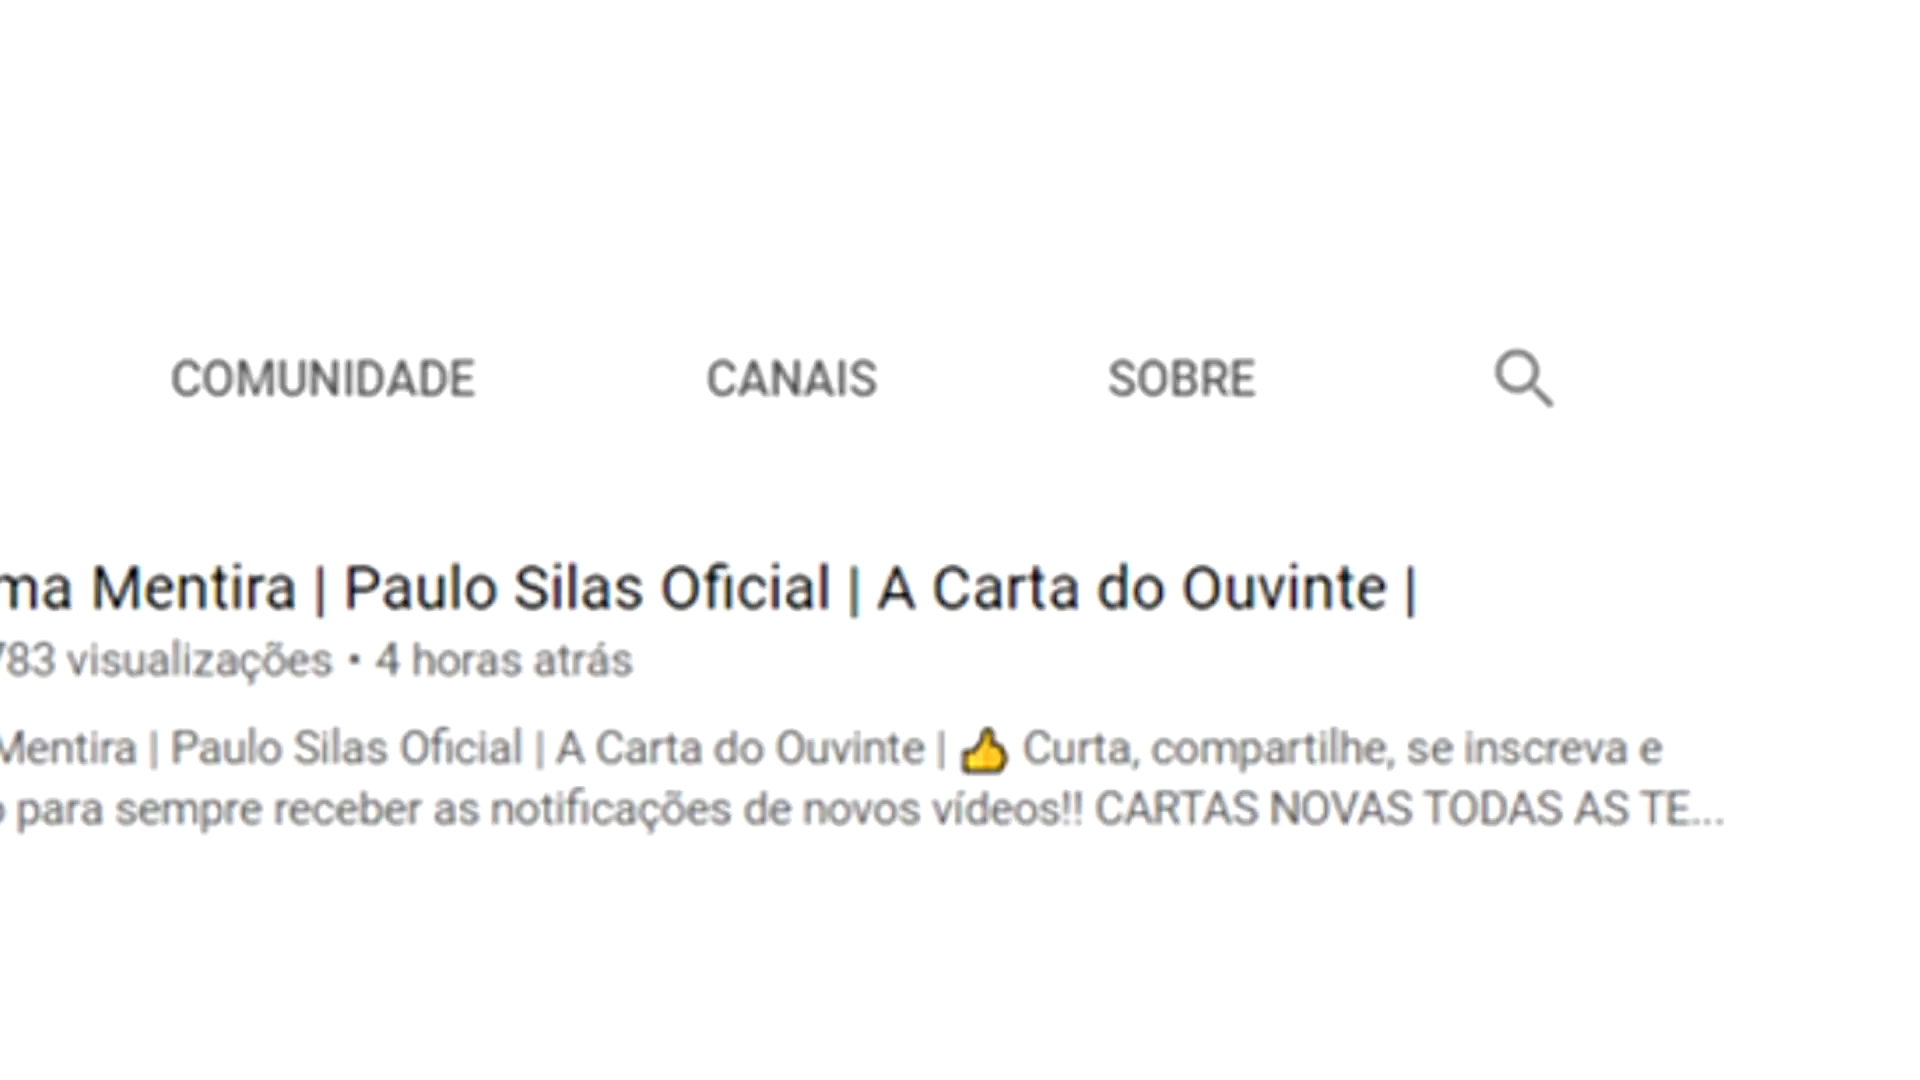 COMUNIDADE CANAIS SOBRE
ma Mentira | Paulo Silas Oficial | A Carta do Ouvinte |
783 visualizações • 4 horas atrás
Mentira | Paulo Silas Oficial | A Carta do Ouvinte | 👍 Curta, compartilhe, se inscreva e
o para sempre receber as notificações de novos vídeos!! CARTAS NOVAS TODAS AS TE...